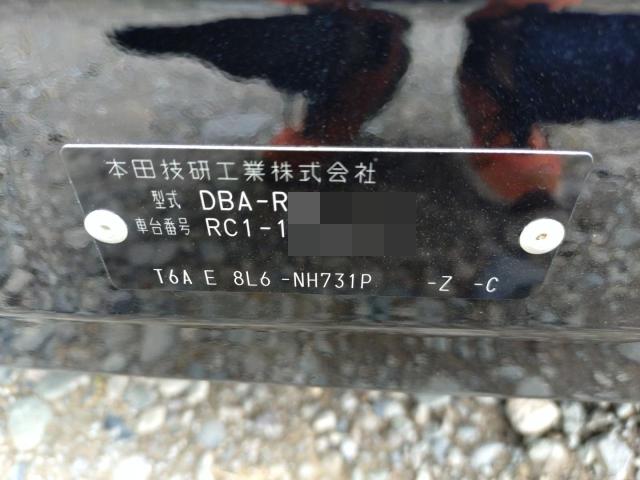 本田技研工業株式会社
型式 DBA-R
車台番号 RC1-1
T6A E 8L6 -NH731P -Z -C